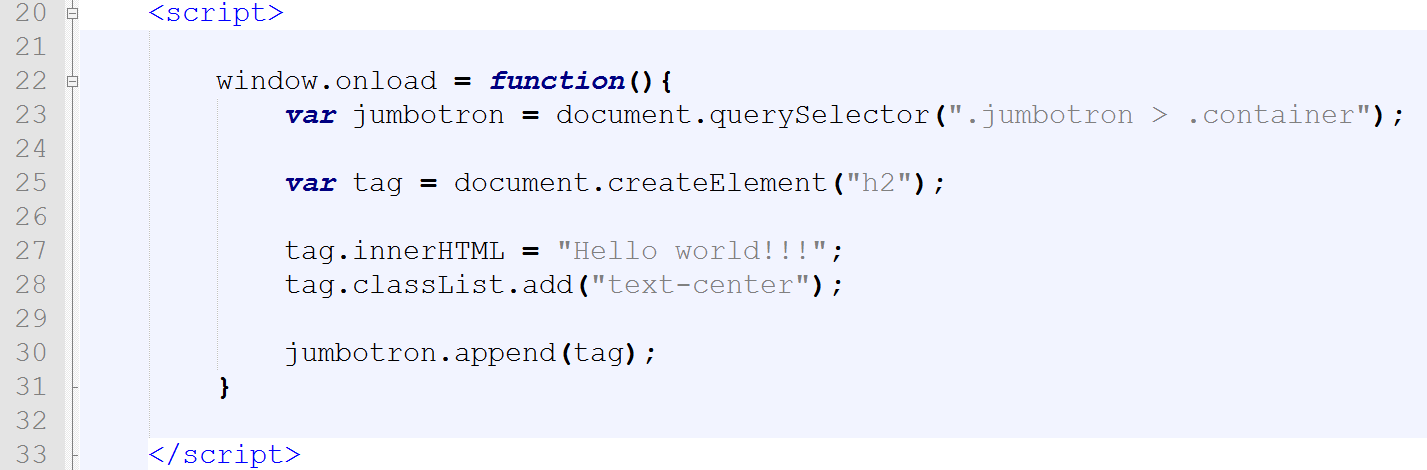 20 <script>
21
22 window.onload = function(){
23 var jumbotron = document.querySelector(".jumbotron > .container");
24
25 var tag = document.createElement("h2");
26
27 tag.innerHTML = "Hello world!!!";
28 tag.classList.add("text-center");
29
30 jumbotron.append(tag);
31 }
32
33 </script>